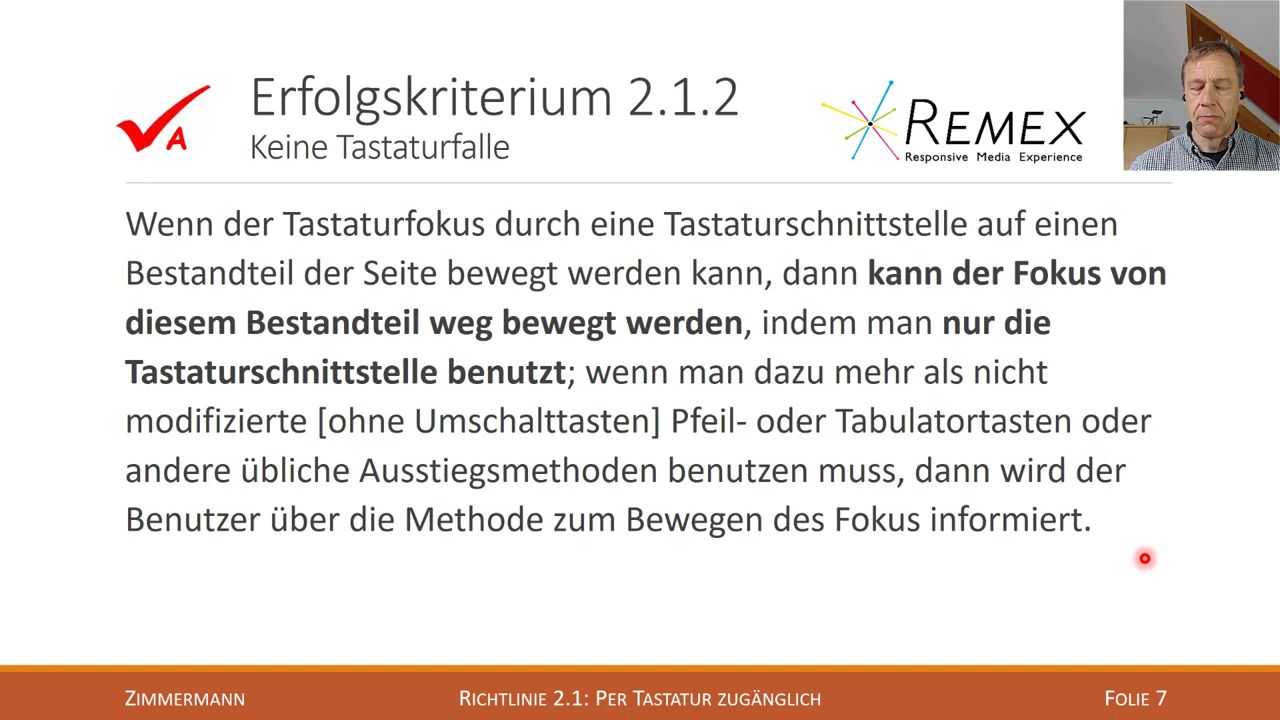 Erfolgskriterium 2.1.2
Keine Tastaturfalle
A
REMEX
Responsive Media Experience
Wenn der Tastaturfokus durch eine Tastaturschnittstelle auf einen
Bestandteil der Seite bewegt werden kann, dann kann der Fokus von
diesem Bestandteil weg bewegt werden, indem man nur die
Tastaturschnittstelle benutzt; wenn man dazu mehr als nicht
modifizierte [ohne Umschalttasten] Pfeil- oder Tabulatortasten oder
andere übliche Ausstiegsmethoden benutzen muss, dann wird der
Benutzer über die Methode zum Bewegen des Fokus informiert.
ZIMMERMANN
RICHTLINIE 2.1: PER TASTATUR ZUGÄNGLICH
FOLIE 7